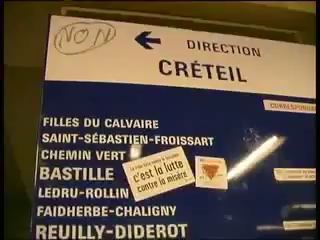 NON
DIRECTION
CRÉTEIL
CORRESPONDANCE
FILLES DU CALVAIRE
SAINT-SÉBASTIEN-FROISSART
CHEMIN VERT
BASTILLE
LEDRU-ROLLIN
FAIDHERBE-CHALIGNY
REUILLY-DIDEROT
c'est la lutte
contre la misère